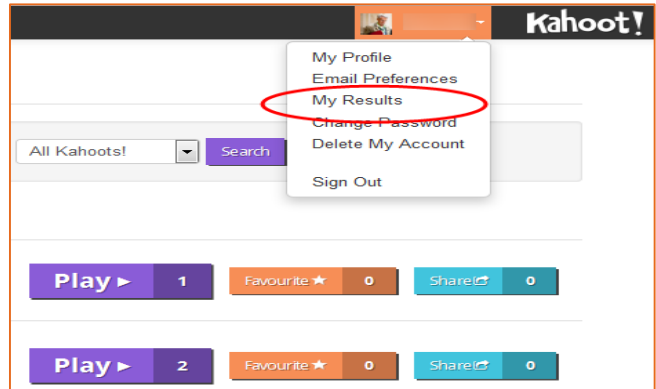 Kahoot!
My Profile
Email Preferences
My Results
Change Password
Delete My Account
Sign Out
All Kahoots! Search
Play 1 Favourite 0 Share 0
Play 2 Favourite 0 Share 0